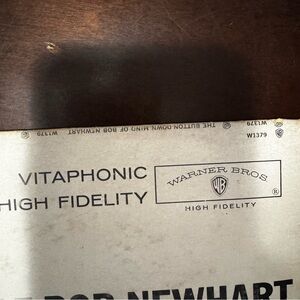 W1379 THE BUTTON DOWN MIND OF BOB NEWHART W1379
W1379
VITAPHONIC
HIGH FIDELITY
WARNER BROS
WB
®
HIGH FIDELITY
BOB NEWHART